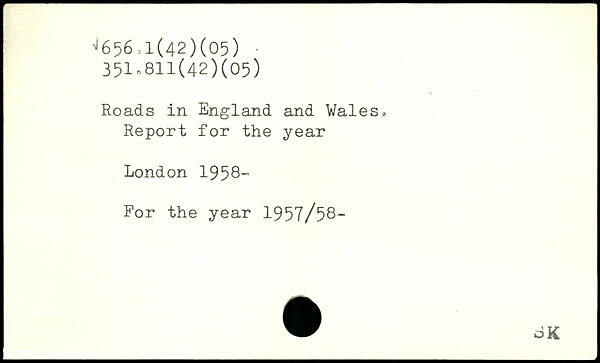 √656.1(42)(05)
351.811(42)(05)
Roads in England and Wales.
Report for the year
London 1958-
For the year 1957/58-
SK